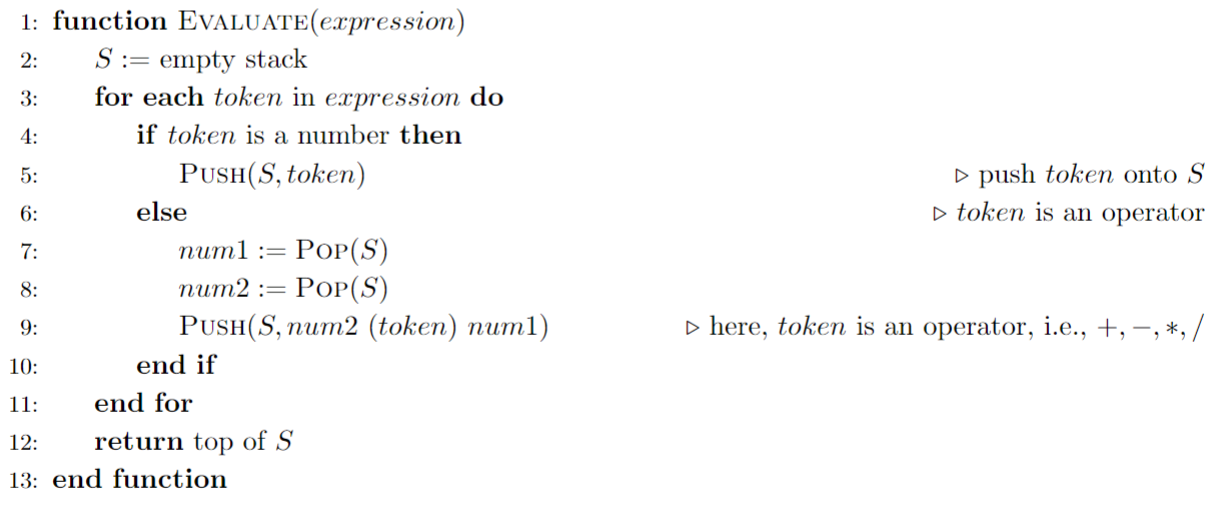 1: function EVALUATE(expression)
2: S := empty stack
3: for each token in expression do
4: if token is a number then
5: PUSH(S, token) ▷ push token onto S
6: else ▷ token is an operator
7: num1 := POP(S)
8: num2 := POP(S)
9: PUSH(S, num2 (token) num1) ▷ here, token is an operator, i.e., +, −, ∗, /
10: end if
11: end for
12: return top of S
13: end function